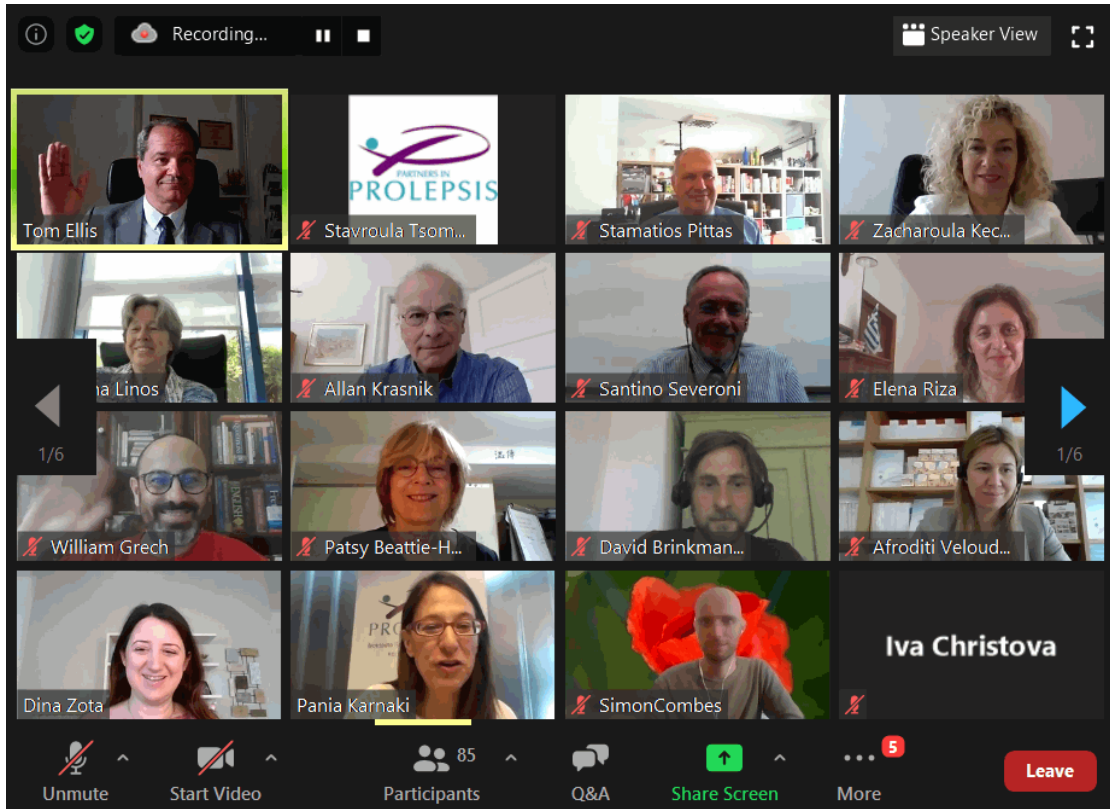 Recording...
Speaker View
Tom Ellis
PARTNERS IN
PROLEPSIS
Stavroula Tsom...
Stamatios Pittas
Zacharoula Kec...
na Linos
Allan Krasnik
Santino Severoni
Elena Riza
1/6
1/6
William Grech
Patsy Beattie-H...
David Brinkman...
Afroditi Veloud...
Dina Zota
PRO
Pania Karnaki
SimonCombes
Iva Christova
85
5
Unmute
Start Video
Participants
Q&A
Share Screen
More
Leave